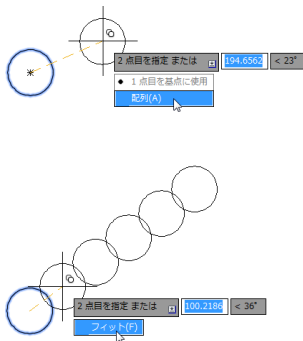 2 点目を指定 または 194.6562 < 23°
1 点目を基点に使用
配列(A)
2 点目を指定 または 100.2186 < 36°
フィット(F)